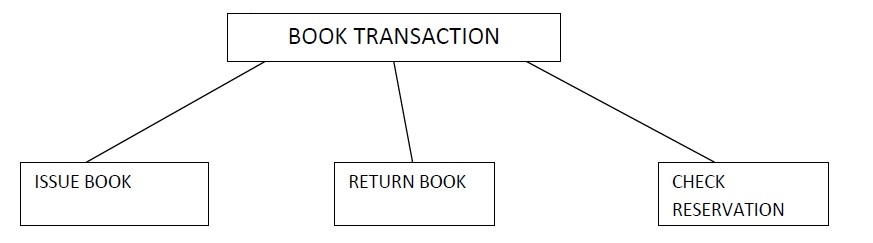 BOOK TRANSACTION
ISSUE BOOK
RETURN BOOK
CHECK
RESERVATION